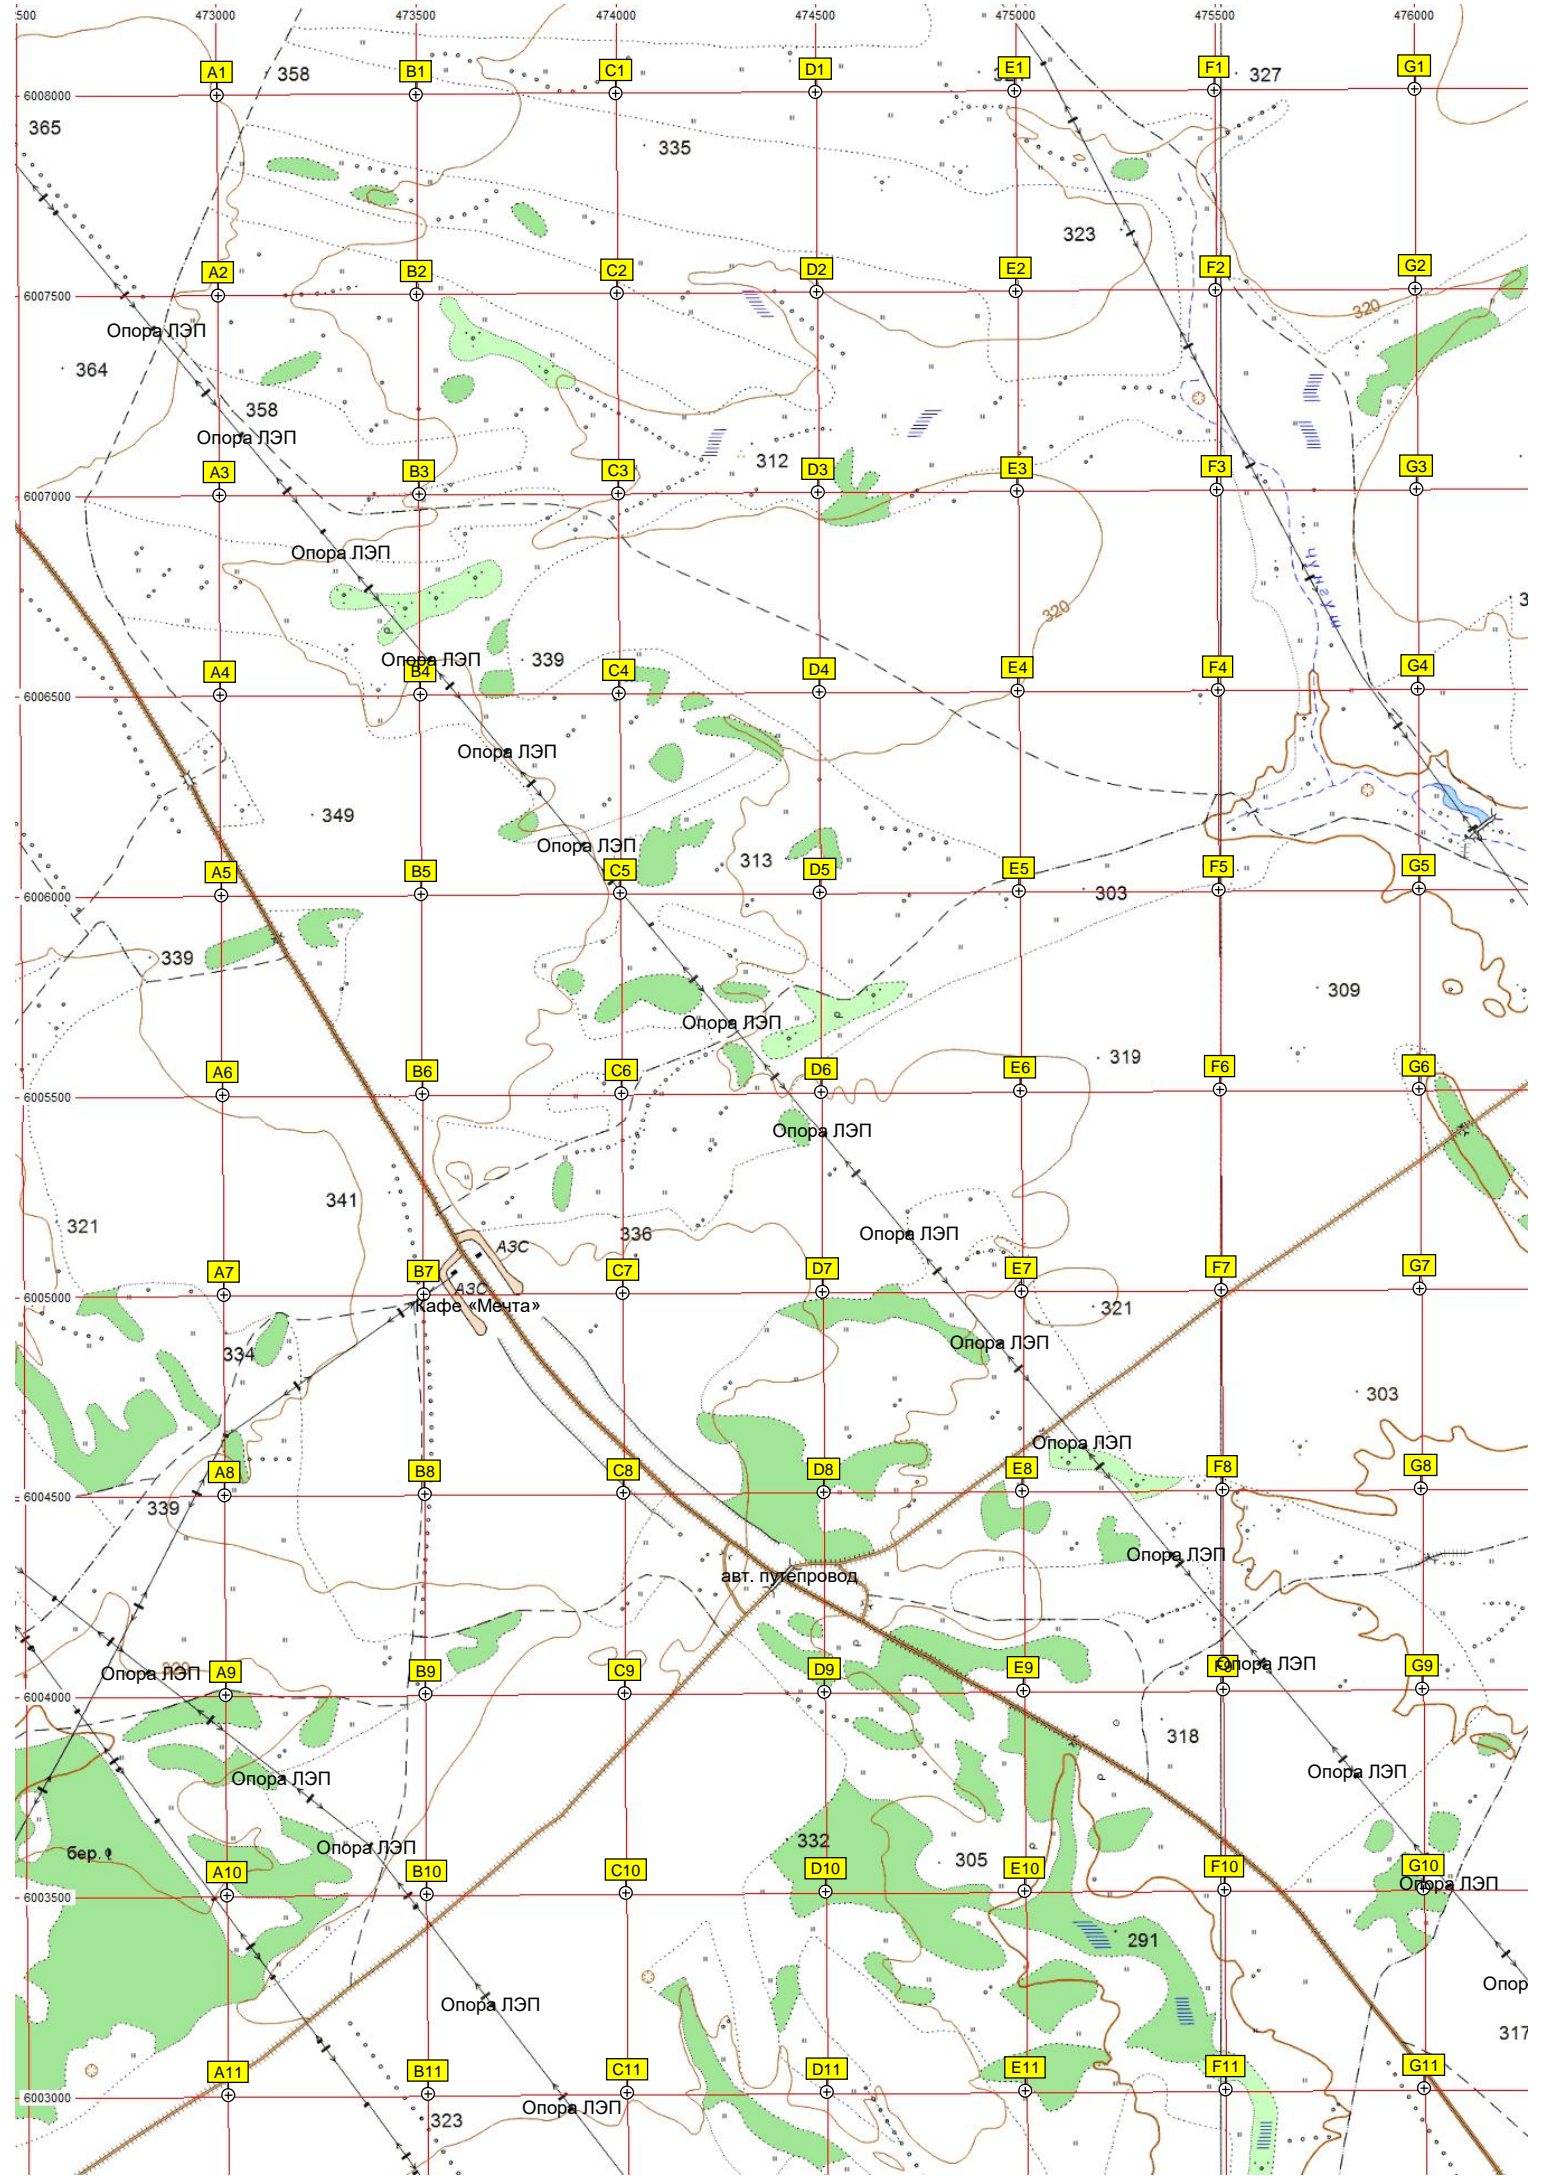 500 473000 473500 474000 474500 475000 475500 476000
A1 358 B1 C1 D1 E1 F1 327 G1
6008000
365
335
323
A2 B2 C2 D2 E2 F2 G2
6007500
320
Опора ЛЭП
364
358
Опора ЛЭП
312
A3 B3 C3 D3 E3 F3 G3
6007000
Опора ЛЭП
320
Опора ЛЭП
339
A4 B4 C4 D4 E4 F4 G4
6006500
Опора ЛЭП
349
Опора ЛЭП
313
A5 B5 C5 D5 E5 F5 G5
6006000
303
339
309
Опора ЛЭП
319
A6 B6 C6 D6 E6 F6 G6
6005500
Опора ЛЭП
341
321
336
Опора ЛЭП
АЗС
A7 B7 C7 D7 E7 F7 G7
АЗС
6005000
Кафе «Мечта»
321
Опора ЛЭП
334
303
Опора ЛЭП
A8 B8 C8 D8 E8 F8 G8
6004500
339
Опора ЛЭП
авт. путепровод
Опора ЛЭП
A9 B9 C9 D9 E9 F9 G9
Опора ЛЭП
6004000
318
Опора ЛЭП
Опора ЛЭП
332
Опора ЛЭП
бер.
305
A10 B10 C10 D10 E10 F10 G10
Опора ЛЭП
6003500
291
Опор
Опора ЛЭП
317
A11 B11 C11 D11 E11 F11 G11
6003000
Опора ЛЭП
323